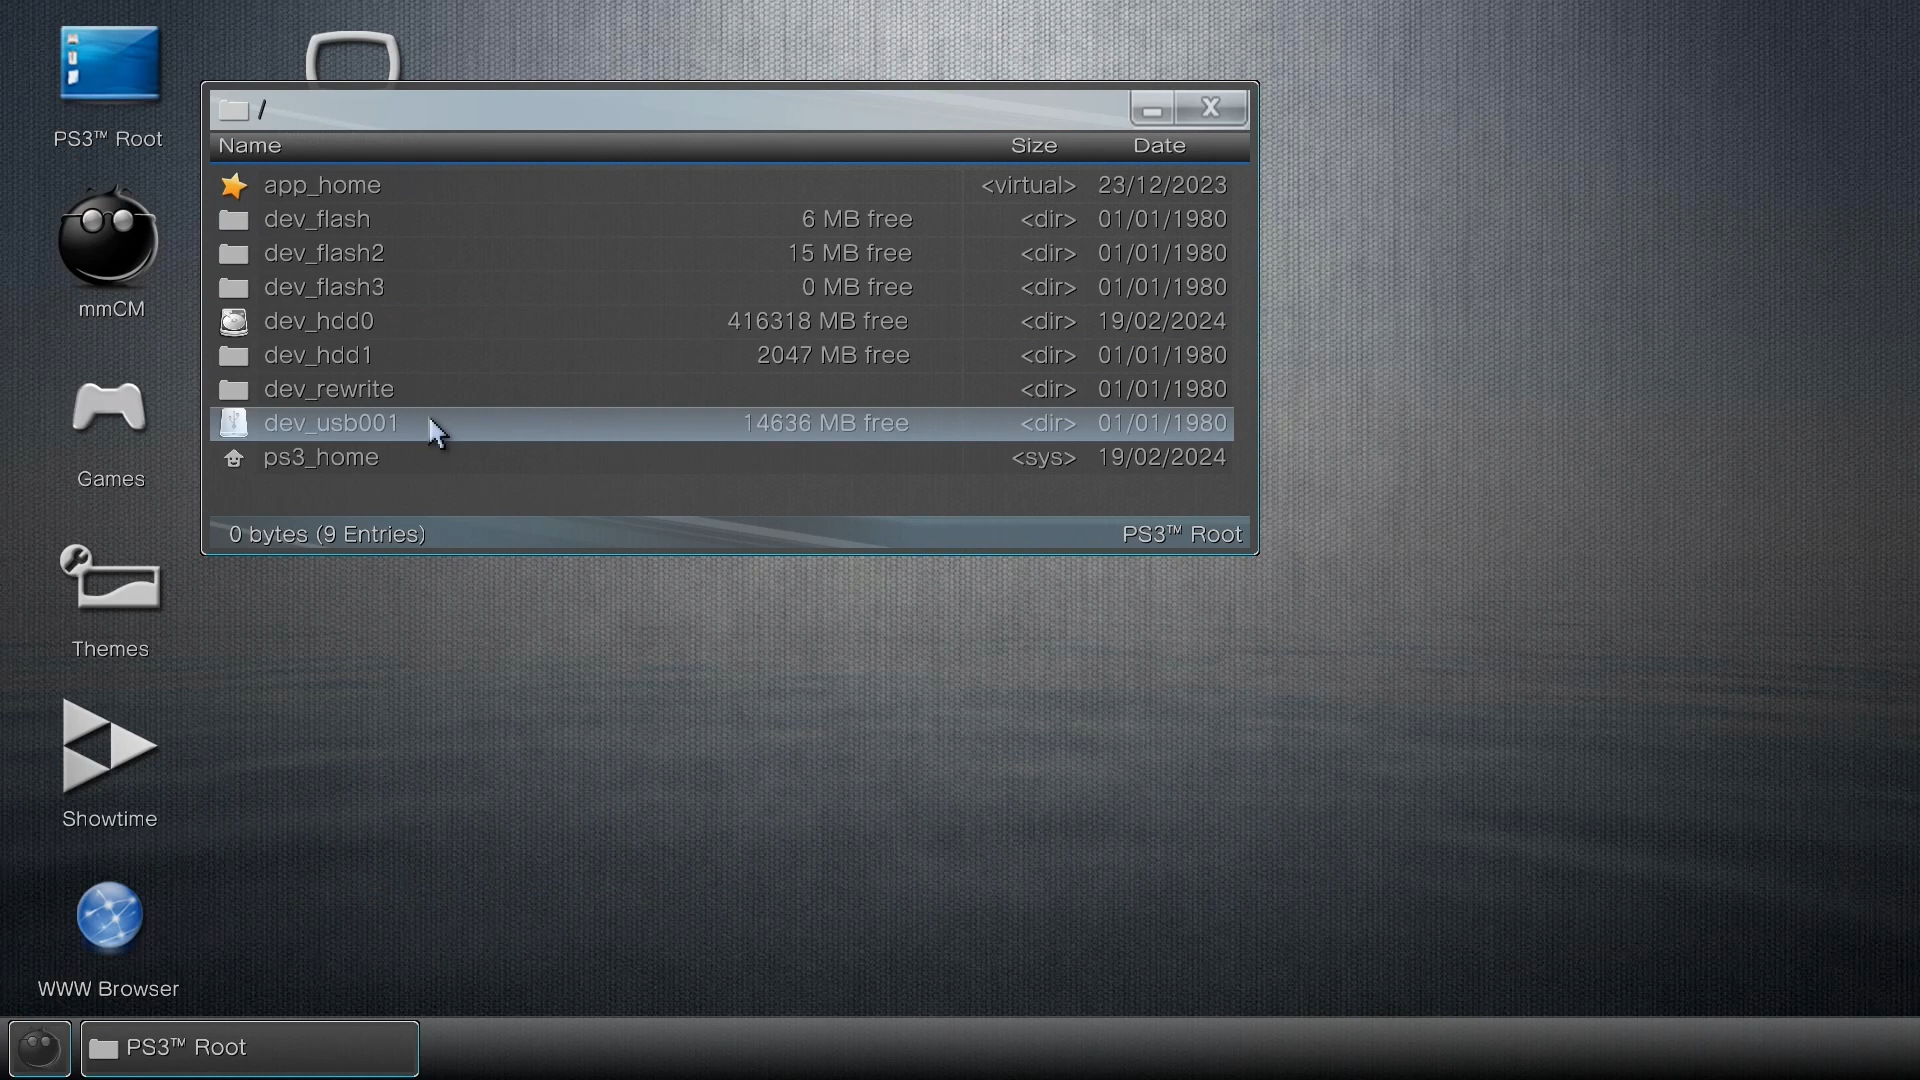 PS3™ Root
mmCM
Games
Themes
Showtime
WWW Browser
/
Name Size Date
app_home <virtual> 23/12/2023
dev_flash 6 MB free <dir> 01/01/1980
dev_flash2 15 MB free <dir> 01/01/1980
dev_flash3 0 MB free <dir> 01/01/1980
dev_hdd0 416318 MB free <dir> 19/02/2024
dev_hdd1 2047 MB free <dir> 01/01/1980
dev_rewrite <dir> 01/01/1980
dev_usb001 14636 MB free <dir> 01/01/1980
ps3_home <sys> 19/02/2024
0 bytes (9 Entries) PS3™ Root
PS3™ Root